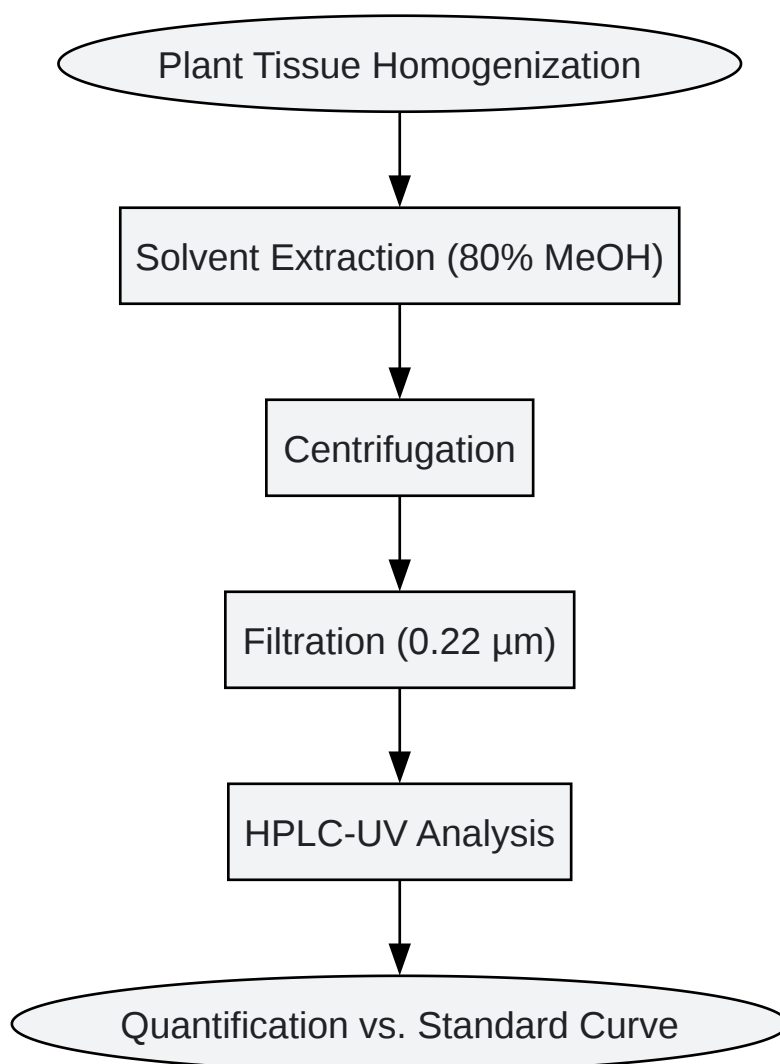 Plant Tissue Homogenization
Solvent Extraction (80% MeOH)
Centrifugation
Filtration (0.22 µm)
HPLC-UV Analysis
Quantification vs. Standard Curve